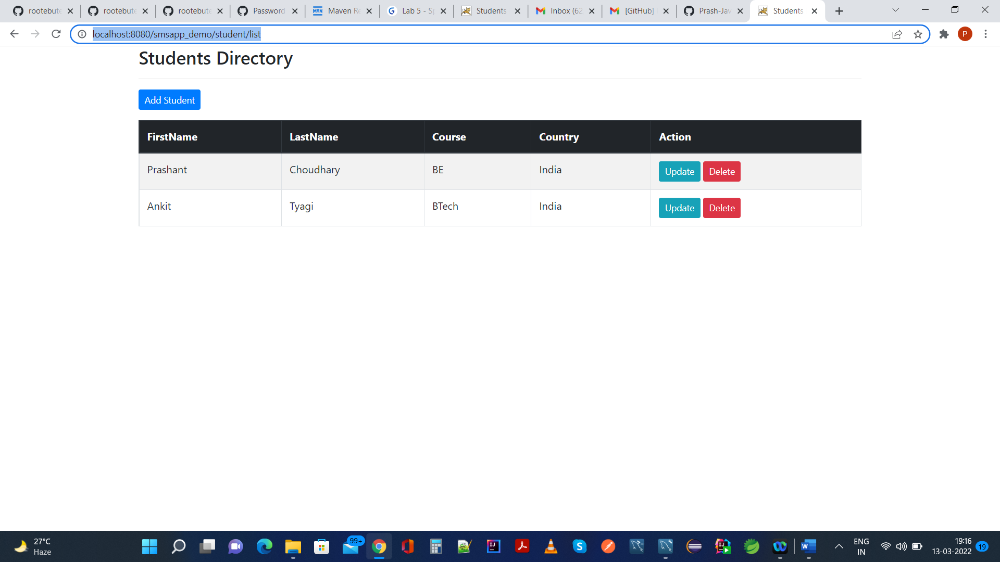 rootebute
rootebute
rootebute
Password
Maven Re
Lab 5 - Sp
Students
Inbox (62
[GitHub]
Prash-Jav
Students
localhost:8080/smsapp_demo/student/list
P
Students Directory
Add Student
FirstName LastName Course Country Action
Prashant Choudhary BE India Update Delete
Ankit Tyagi BTech India Update Delete
27°C
Haze
99+
ENG
IN
19:16
13-03-2022
19